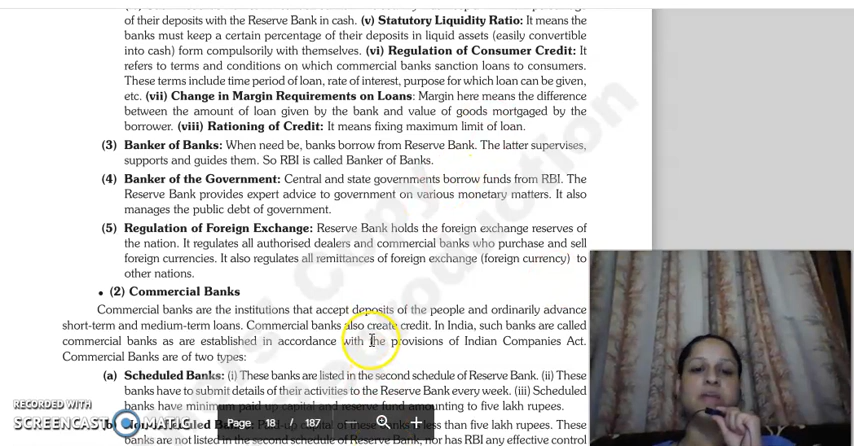 of their deposits with the Reserve Bank in cash. (v) Statutory Liquidity Ratio: It means the
banks must keep a certain percentage of their deposits in liquid assets (easily convertible
into cash) form compulsorily with themselves. (vi) Regulation of Consumer Credit: It
refers to terms and conditions on which commercial banks sanction loans to consumers.
These terms include time period of loan, rate of interest, purpose for which loan can be given,
etc. (vii) Change in Margin Requirements on Loans: Margin here means the difference
between the amount of loan given by the bank and value of goods mortgaged by the
borrower. (viii) Rationing of Credit: It means fixing maximum limit of loan.
(3) Banker of Banks: When need be, banks borrow from Reserve Bank. The latter supervises,
supports and guides them. So RBI is called Banker of Banks.
(4) Banker of the Government: Central and state governments borrow funds from RBI. The
Reserve Bank provides expert advice to government on various monetary matters. It also
manages the public debt of government.
(5) Regulation of Foreign Exchange: Reserve Bank holds the foreign exchange reserves of
the nation. It regulates all authorised dealers and commercial banks who purchase and sell
foreign currencies. It also regulates all remittances of foreign exchange (foreign currency) to
other nations.
• (2) Commercial Banks
Commercial banks are the institutions that accept deposits of the people and ordinarily advance
short-term and medium-term loans. Commercial banks also create credit. In India, such banks are called
commercial banks as are established in accordance with the provisions of Indian Companies Act.
Commercial Banks are of two types:
(a) Scheduled Banks: (i) These banks are listed in the second schedule of Reserve Bank. (ii) These
banks have to submit details of their activities to the Reserve Bank every week. (iii) Scheduled
banks have minimum paid up capital and reserve fund amounting to five lakh rupees.
less than five lakh rupees. These
banks are not listed in the second schedule of Reserve Bank, nor has RBI any effective control
RECORDED WITH
SCREENCAST MATIC
Page: 18 / 187
Copy